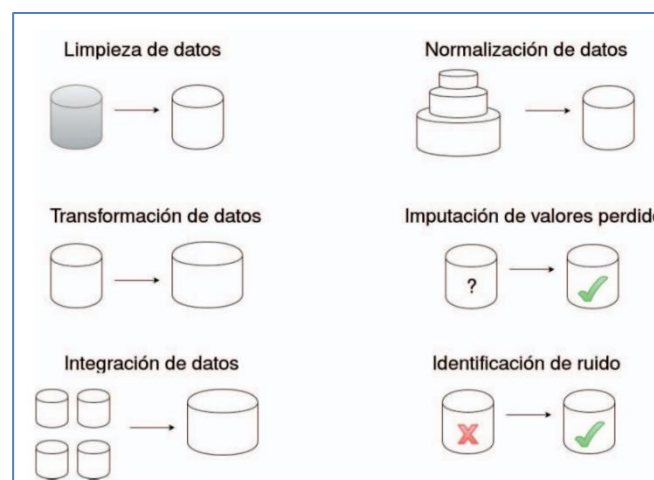 Limpieza de datos
Normalización de datos
Transformación de datos
Imputación de valores perdido
?
Integración de datos
Identificación de ruido